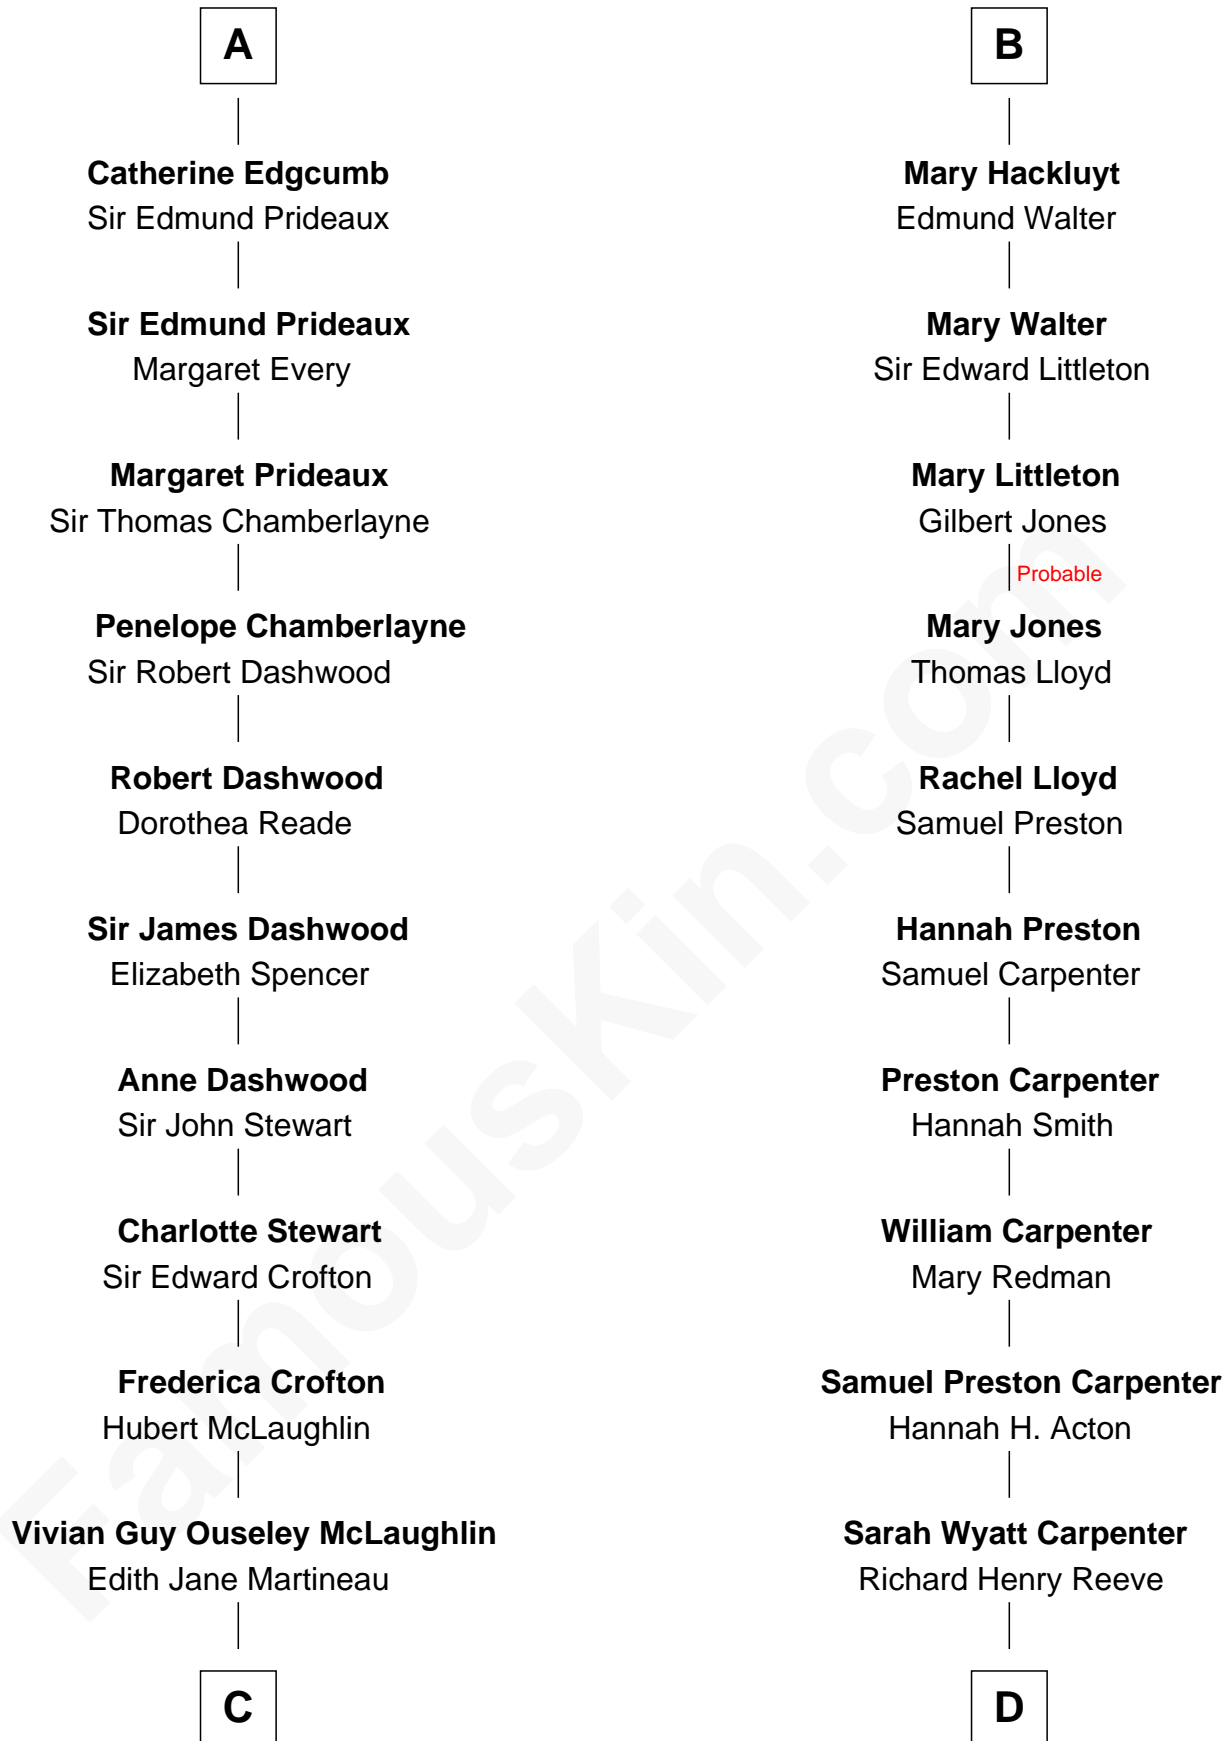 A
Catherine Edgcumb
Sir Edmund Prideaux
Sir Edmund Prideaux
Margaret Every
Margaret Prideaux
Sir Thomas Chamberlayne
Penelope Chamberlayne
Sir Robert Dashwood
Robert Dashwood
Dorothea Reade
Sir James Dashwood
Elizabeth Spencer
Anne Dashwood
Sir John Stewart
Charlotte Stewart
Sir Edward Crofton
Frederica Crofton
Hubert McLaughlin
Vivian Guy Ouseley McLaughlin
Edith Jane Martineau
C
B
Mary Hackluyt
Edmund Walter
Mary Walter
Sir Edward Littleton
Mary Littleton
Gilbert Jones
Probable
Mary Jones
Thomas Lloyd
Rachel Lloyd
Samuel Preston
Hannah Preston
Samuel Carpenter
Preston Carpenter
Hannah Smith
William Carpenter
Mary Redman
Samuel Preston Carpenter
Hannah H. Acton
Sarah Wyatt Carpenter
Richard Henry Reeve
D
FamousKin.com